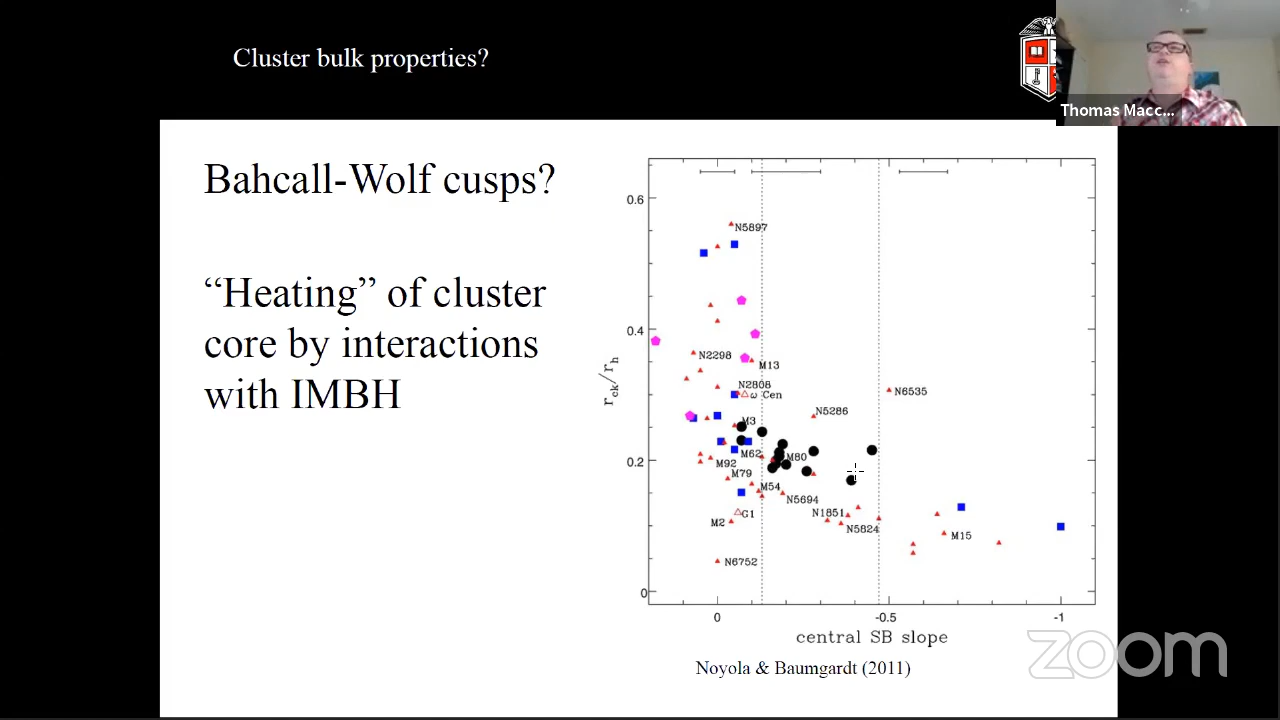 Cluster bulk properties?
Thomas Macc...
Bahcall-Wolf cusps?
“Heating” of cluster
core by interactions
with IMBH
0.6
0.4
0.2
0
r_ck/r_h
N5897
N2298
M13
N2808
ω Cen
N5286
N6535
M3
M62
M80
M92
M79
M54
N5694
G1
M2
N1851
N5824
M15
N6752
0
-0.5
-1
central SB slope
Noyola & Baumgardt (2011)
zoom